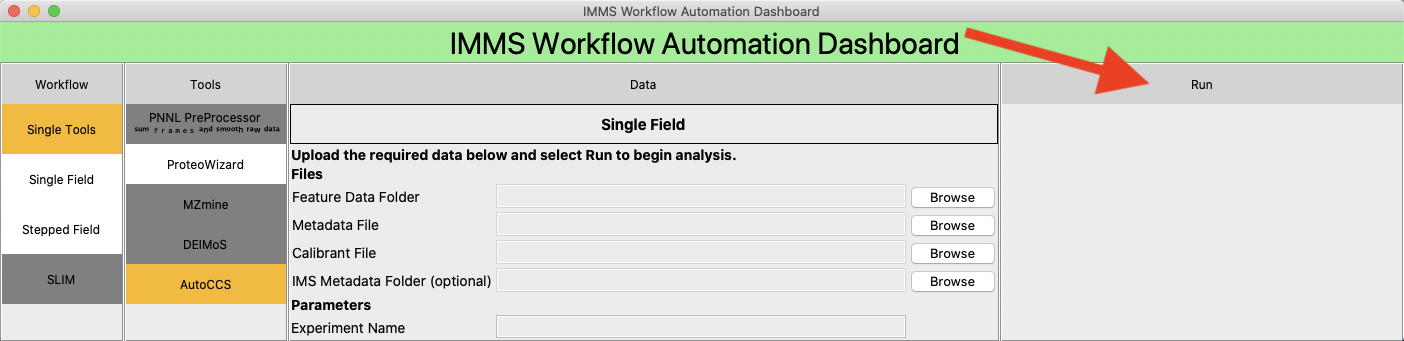 IMMS Workflow Automation Dashboard
IMMS Workflow Automation Dashboard
Workflow
Tools
Data
Run
Single Tools
Single Field
Stepped Field
SLIM
PNNL PreProcessor
sum frames and smooth raw data
ProteoWizard
MZmine
DEIMoS
AutoCCS
Single Field
Upload the required data below and select Run to begin analysis.
Files
Feature Data Folder Browse
Metadata File Browse
Calibrant File Browse
IMS Metadata Folder (optional) Browse
Parameters
Experiment Name